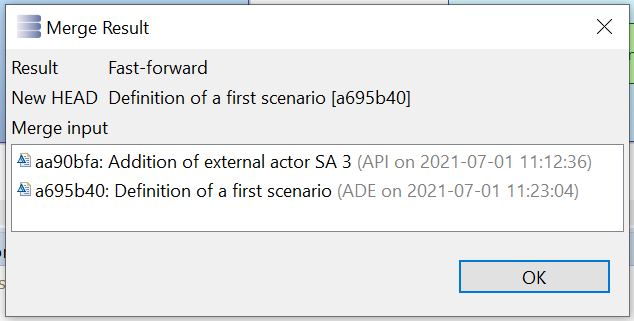 Merge Result
Result Fast-forward
New HEAD Definition of a first scenario [a695b40]
Merge input
aa90bfa: Addition of external actor SA 3 (API on 2021-07-01 11:12:36)
a695b40: Definition of a first scenario (ADE on 2021-07-01 11:23:04)
OK